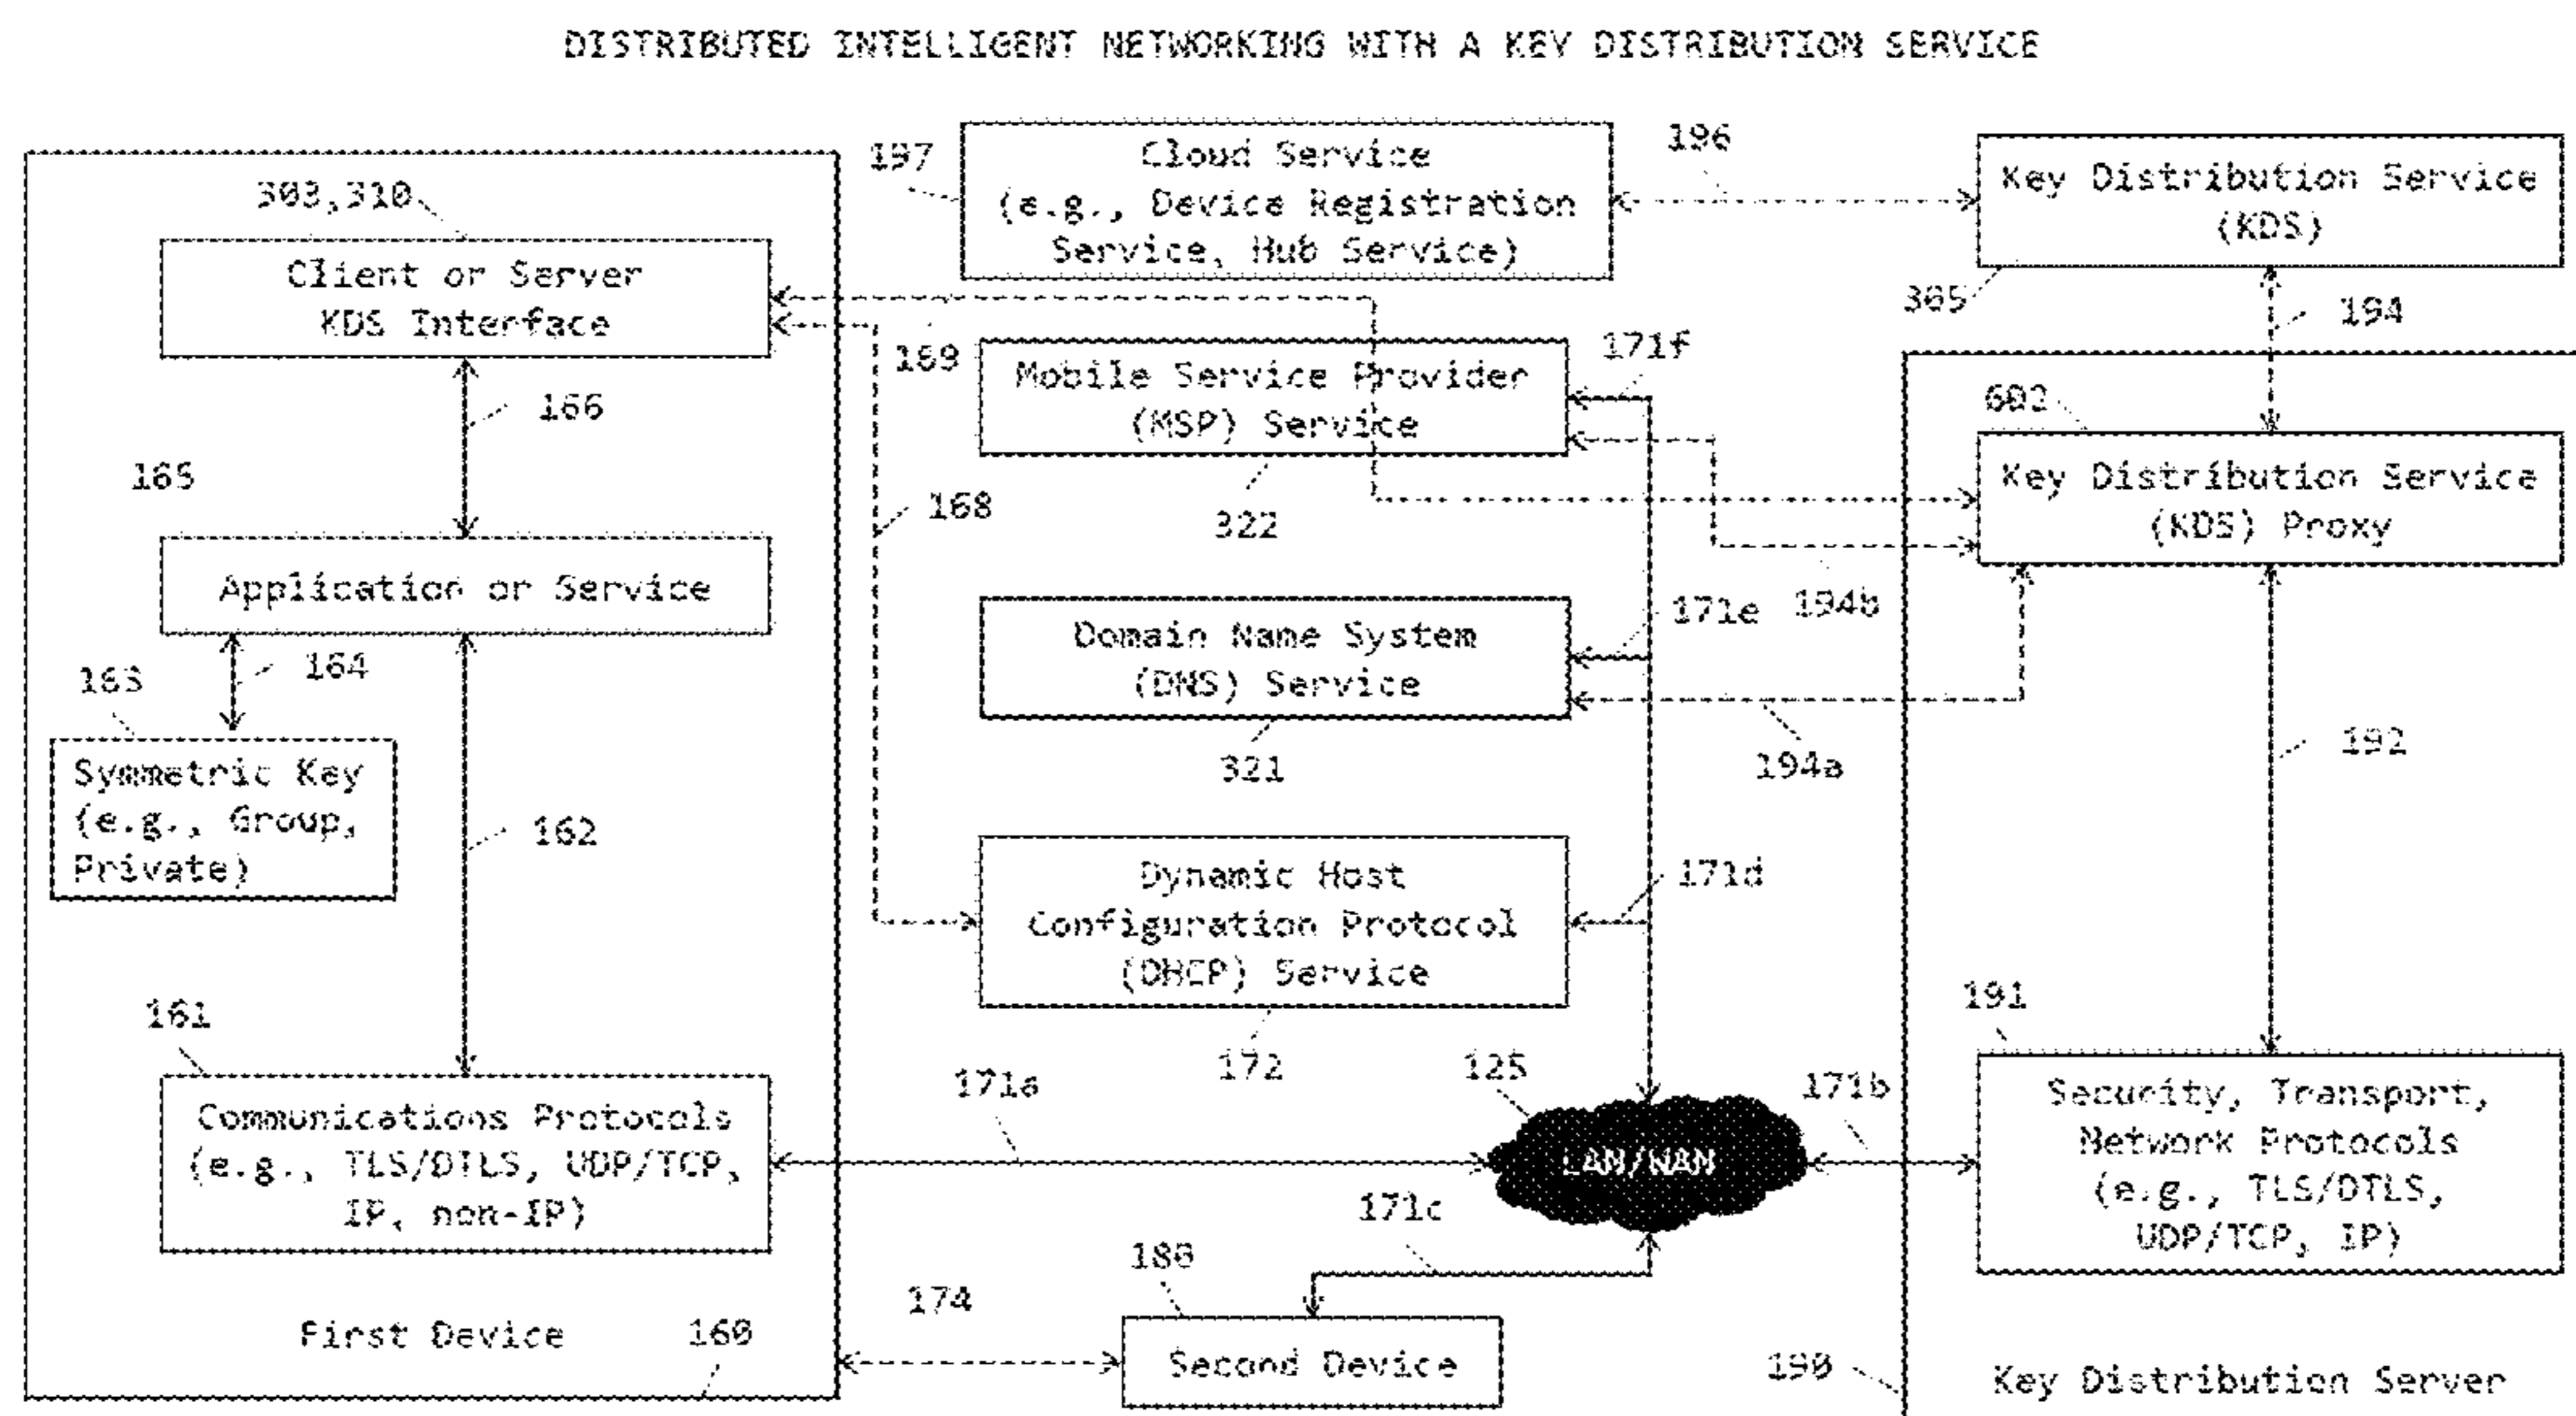 DISTRIBUTED INTELLIGENT NETWORKING WITH A KEY DISTRIBUTION SERVICE
303,310
Client or Server
KDS Interface
166
165
Application or Service
163
164
Symmetric Key
(e.g., Group,
Private)
162
161
Communications Protocols
(e.g., TLS/DTLS, UDP/TCP,
IP, non-IP)
First Device
160
197
Cloud Service
(e.g., Device Registration
Service, Hub Service)
196
169
Mobile Service Provider
(MSP) Service
171f
322
168
Domain Name System
(DNS) Service
171e
194b
321
194a
Dynamic Host
Configuration Protocol
(DHCP) Service
171d
172
171a
125
LAN/WAN
171b
171c
180
174
Second Device
Key Distribution Service
(KDS)
305
194
602
Key Distribution Service
(KDS) Proxy
192
191
Security, Transport,
Network Protocols
(e.g., TLS/DTLS,
UDP/TCP, IP)
190
Key Distribution Server